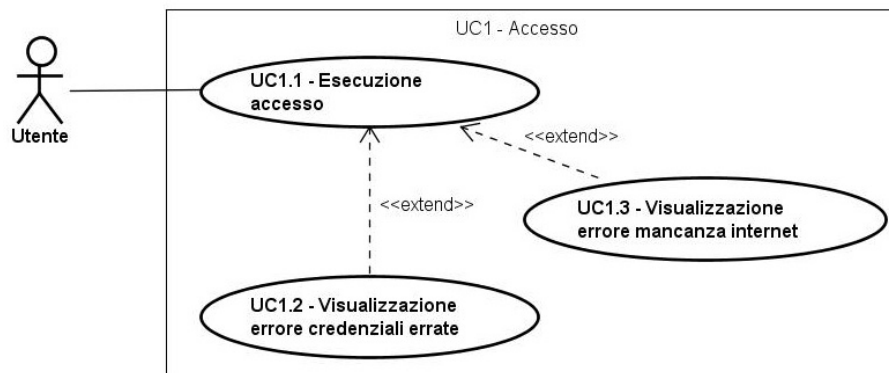 UC1 - Accesso
UC1.1 - Esecuzione
accesso
Utente
<<extend>>
<<extend>>
UC1.3 - Visualizzazione
errore mancanza internet
UC1.2 - Visualizzazione
errore credenziali errate